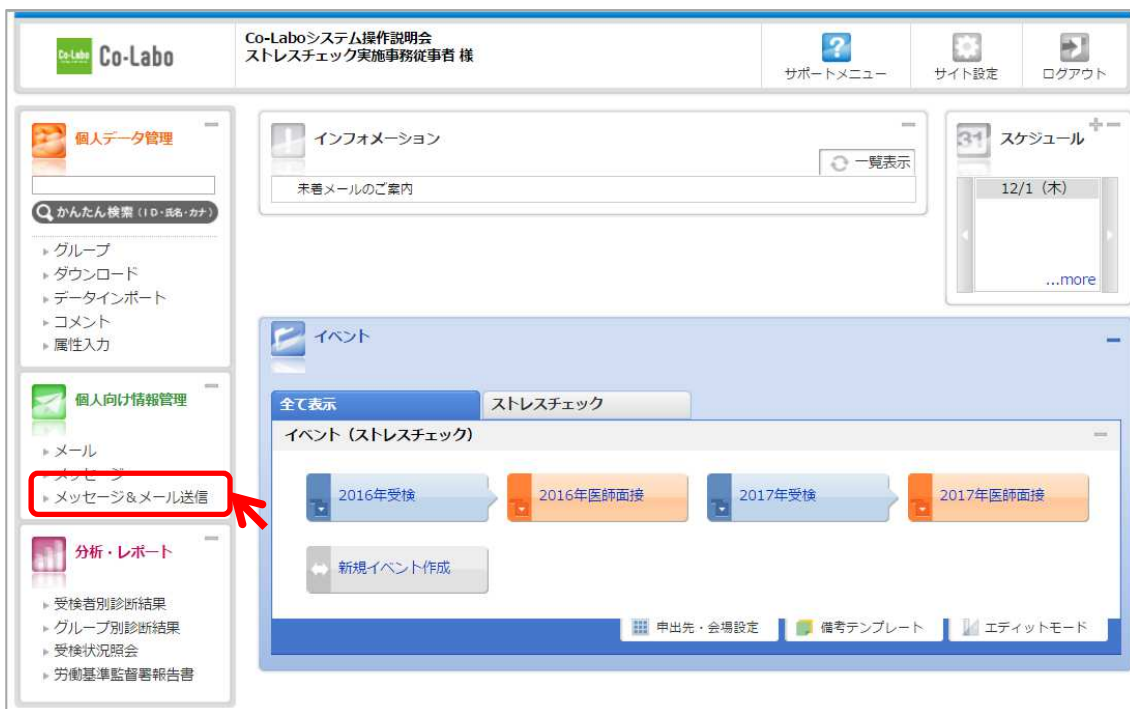 Co-Labo Co-Labo
Co-Laboシステム操作説明会
ストレスチェック実施事務従事者 様
サポートメニュー
サイト設定
ログアウト
個人データ管理
かんたん検索（ID・氏名・カナ）
グループ
ダウンロード
データインポート
コメント
属性入力
個人向け情報管理
メール
メッセージ
メッセージ&メール送信
分析・レポート
受検者別診断結果
グループ別診断結果
受検状況照会
労働基準監督署報告書
インフォメーション
一覧表示
未着メールのご案内
31 スケジュール
12/1（木）
...more
イベント
全て表示
ストレスチェック
イベント（ストレスチェック）
2016年受検
2016年医師面接
2017年受検
2017年医師面接
新規イベント作成
申出先・会場設定
備考テンプレート
エディットモード